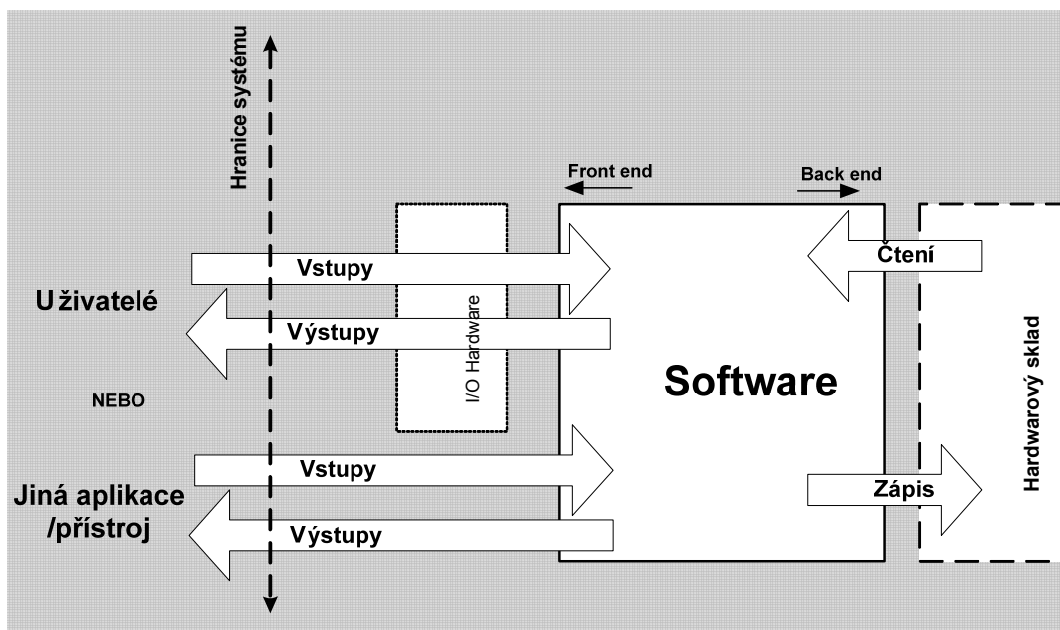 Hranice systému
Front end
Back end
Vstupy
Čtení
Uživatelé
Výstupy
I/O Hardware
Software
Hardwarový sklad
NEBO
Vstupy
Jiná aplikace
/přístroj
Zápis
Výstupy